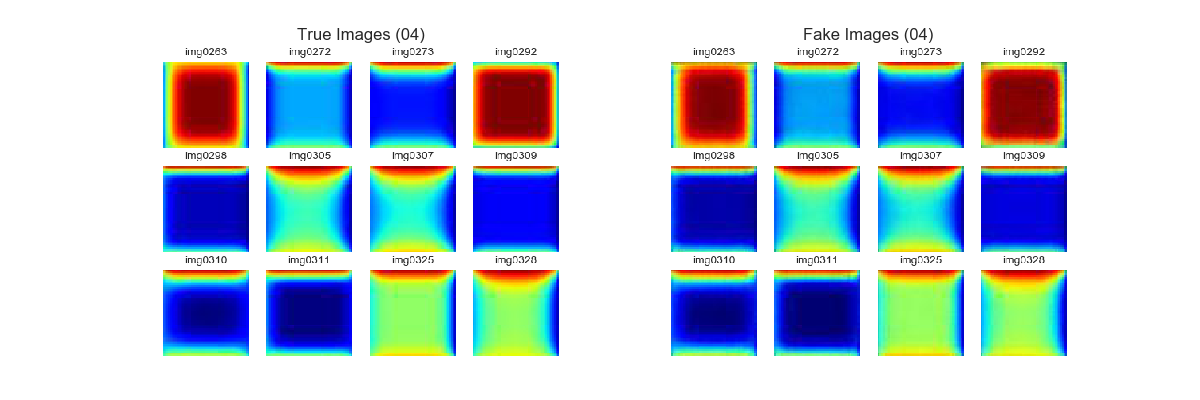 True Images (04)
img0263 img0272 img0273 img0292
img0298 img0305 img0307 img0309
img0310 img0311 img0325 img0328
Fake Images (04)
img0263 img0272 img0273 img0292
img0298 img0305 img0307 img0309
img0310 img0311 img0325 img0328